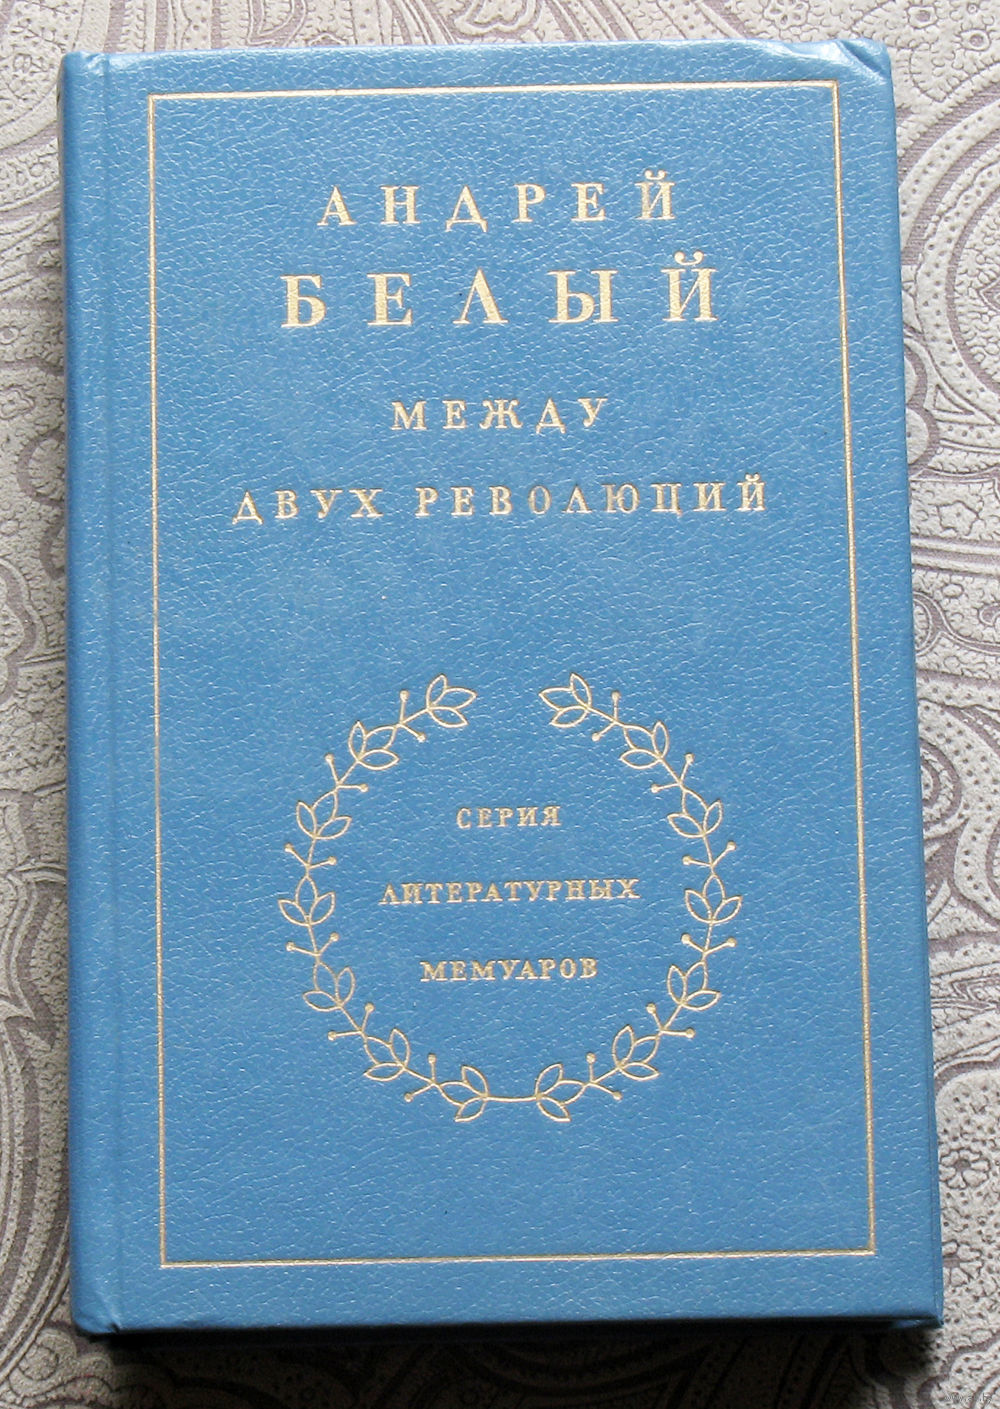 АНДРЕЙ
БЕЛЫЙ
МЕЖДУ
ДВУХ РЕВОЛЮЦИЙ
СЕРИЯ
ЛИТЕРАТУРНЫХ
МЕМУАРОВ